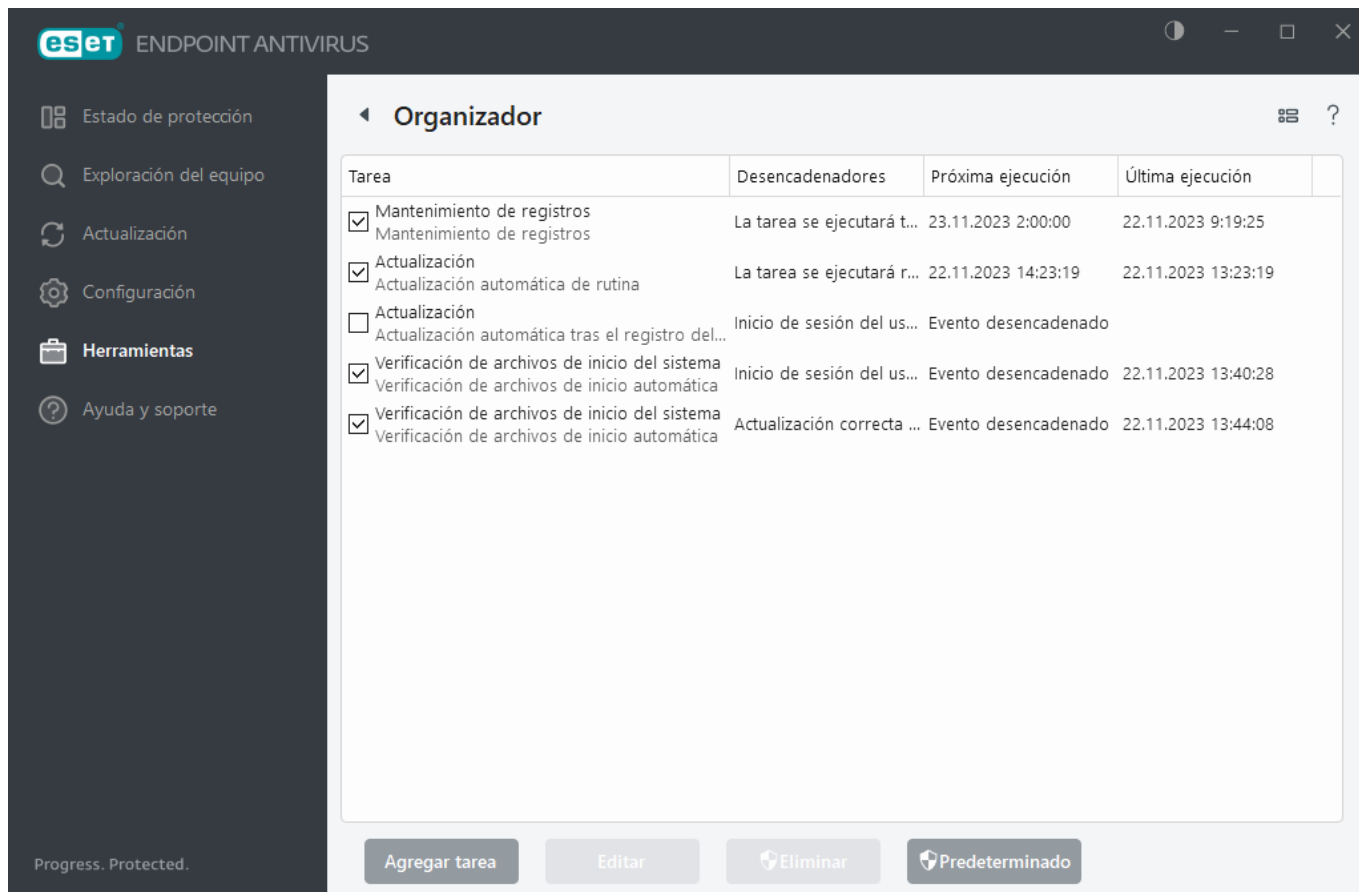 eset ENDPOINT ANTIVIRUS
Estado de protección
Exploración del equipo
Actualización
Configuración
Herramientas
Ayuda y soporte
Progress. Protected.
Organizador
?
Tarea Desencadenadores Próxima ejecución Última ejecución
Mantenimiento de registros
Mantenimiento de registros
La tarea se ejecutará t... 23.11.2023 2:00:00 22.11.2023 9:19:25
Actualización
Actualización automática de rutina
La tarea se ejecutará r... 22.11.2023 14:23:19 22.11.2023 13:23:19
Actualización
Actualización automática tras el registro del...
Inicio de sesión del us... Evento desencadenado
Verificación de archivos de inicio del sistema
Verificación de archivos de inicio automática
Inicio de sesión del us... Evento desencadenado 22.11.2023 13:40:28
Verificación de archivos de inicio del sistema
Verificación de archivos de inicio automática
Actualización correcta ... Evento desencadenado 22.11.2023 13:44:08
Agregar tarea Editar Eliminar Predeterminado